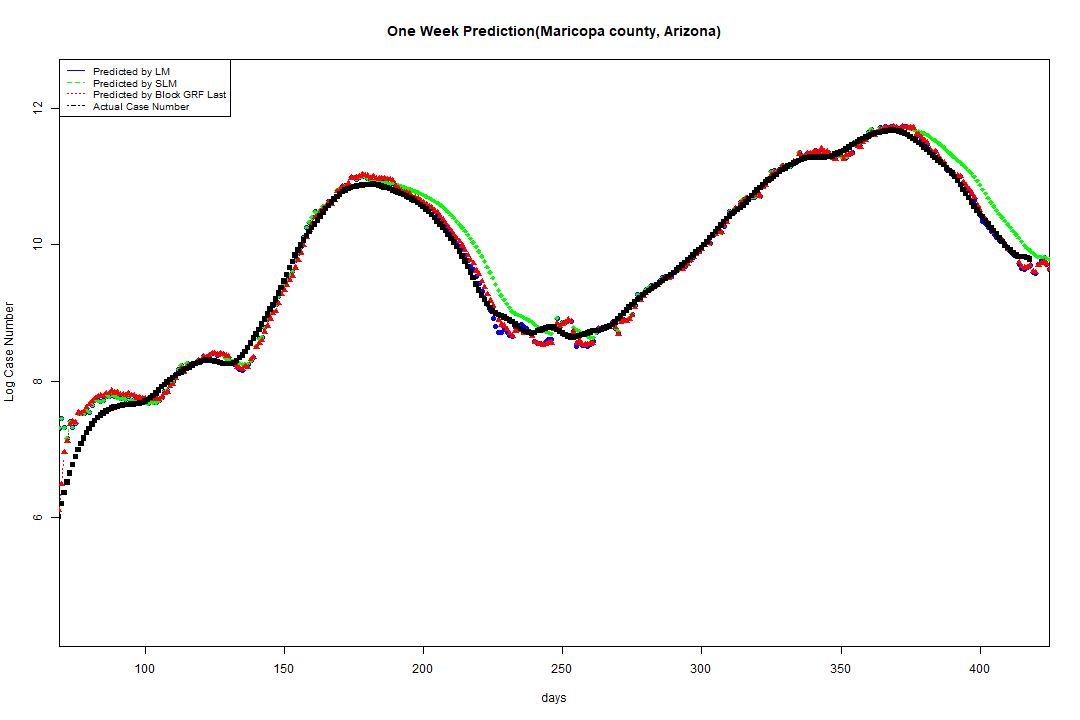 One Week Prediction(Maricopa county, Arizona)
Predicted by LM
Predicted by SLM
Predicted by Block GRF Last
Actual Case Number
12
10
8
6
Log Case Number
100 150 200 250 300 350 400
days